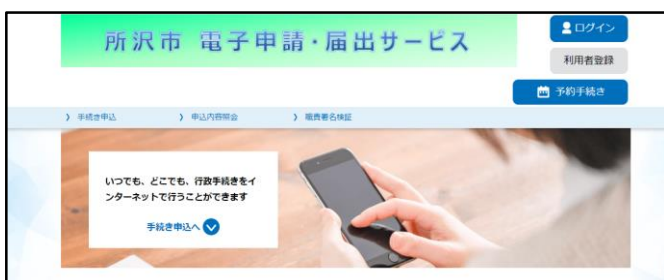 所沢市 電子申請・届出サービス
ログイン
利用者登録
予約手続き
手続き申込
申込内容照会
職責署名検証
いつでも、どこでも、行政手続きをイ
ンターネットで行うことができます
手続き申込へ